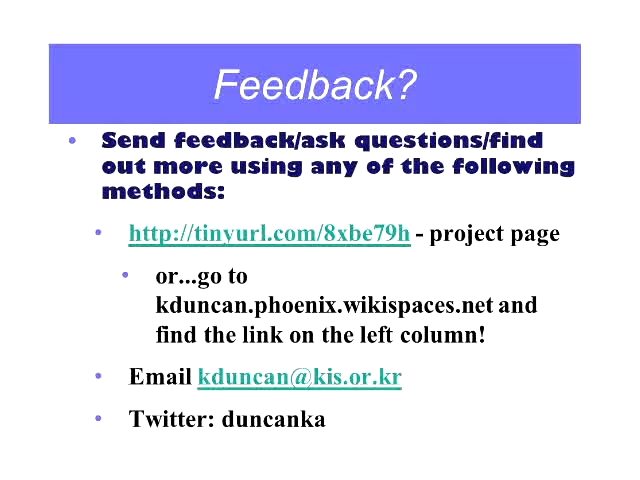 Feedback?
• Send feedback/ask questions/find
out more using any of the following
methods:
• http://tinyurl.com/8xbe79h - project page
• or...go to
kduncan.phoenix.wikispaces.net and
find the link on the left column!
• Email kduncan@kis.or.kr
• Twitter: duncanka